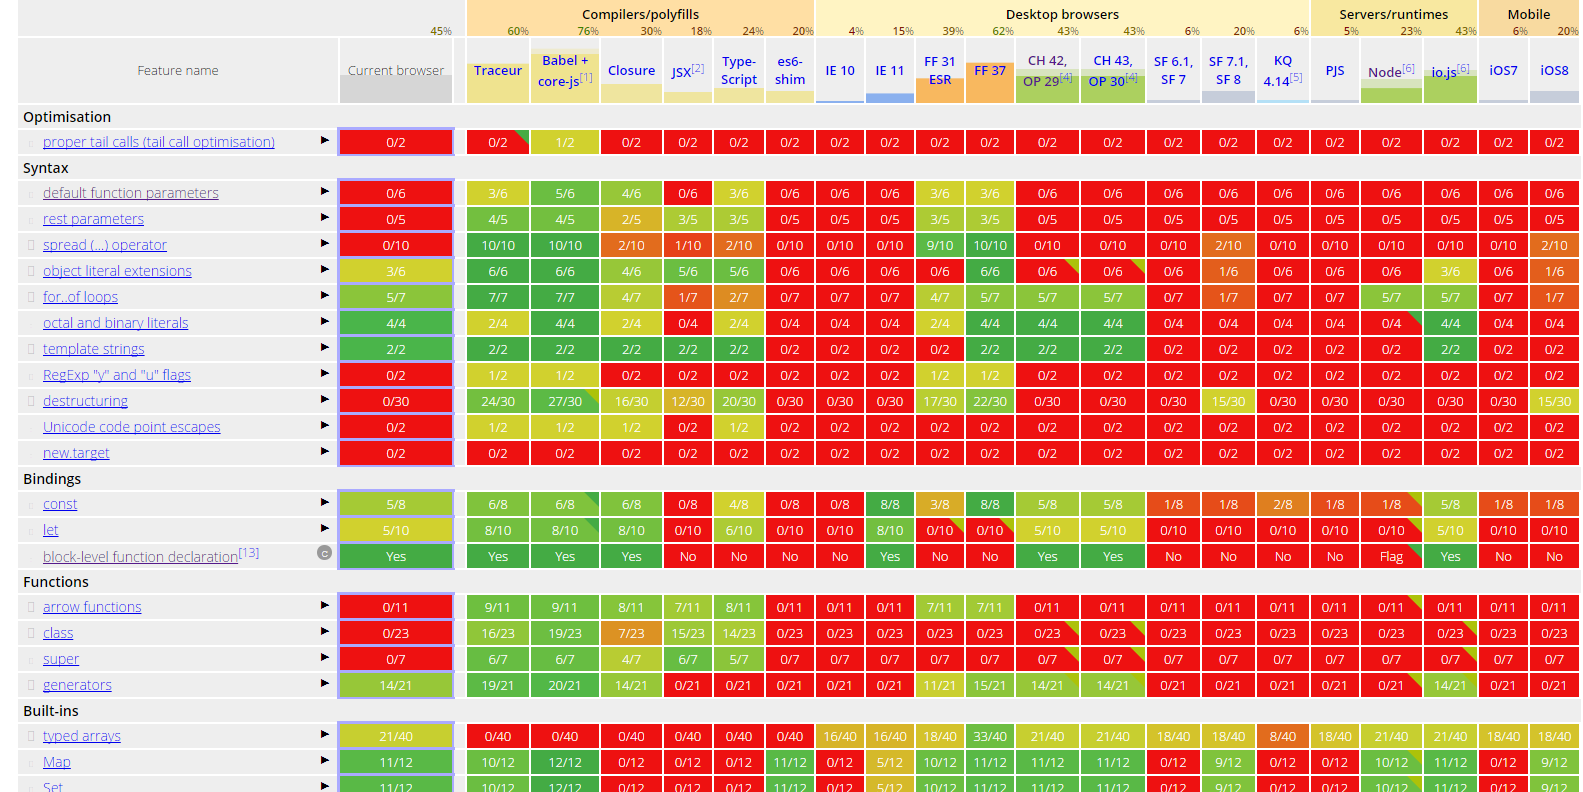 Compilers/polyfills Desktop browsers Servers/runtimes Mobile
45% 60% 76% 30% 18% 24% 20% 4% 15% 39% 62% 43% 43% 6% 20% 6% 5% 23% 43% 6% 20%
Feature name Current browser Traceur Babel + core-js[1] Closure JSX[2] Type-Script es6-shim IE 10 IE 11 FF 31 ESR FF 37 CH 42, OP 29[4] CH 43, OP 30[4] SF 6.1, SF 7 SF 7.1, SF 8 KQ 4.14[5] PJS Node[6] io.js[6] iOS7 iOS8
Optimisation
proper tail calls (tail call optimisation) 0/2 0/2 1/2 0/2 0/2 0/2 0/2 0/2 0/2 0/2 0/2 0/2 0/2 0/2 0/2 0/2 0/2 0/2 0/2 0/2 0/2
Syntax
default function parameters 0/6 3/6 5/6 4/6 0/6 3/6 0/6 0/6 0/6 3/6 3/6 0/6 0/6 0/6 0/6 0/6 0/6 0/6 0/6 0/6 0/6
rest parameters 0/5 4/5 4/5 2/5 3/5 3/5 0/5 0/5 0/5 3/5 3/5 0/5 0/5 0/5 0/5 0/5 0/5 0/5 0/5 0/5 0/5
spread (...) operator 0/10 10/10 10/10 2/10 1/10 2/10 0/10 0/10 0/10 9/10 10/10 0/10 0/10 0/10 2/10 0/10 0/10 0/10 0/10 0/10 2/10
object literal extensions 3/6 6/6 6/6 4/6 5/6 5/6 0/6 0/6 0/6 0/6 6/6 0/6 0/6 0/6 1/6 0/6 0/6 0/6 3/6 0/6 1/6
for..of loops 5/7 7/7 7/7 4/7 1/7 2/7 0/7 0/7 0/7 4/7 5/7 5/7 5/7 0/7 1/7 0/7 0/7 5/7 5/7 0/7 1/7
octal and binary literals 4/4 2/4 4/4 2/4 0/4 2/4 0/4 0/4 0/4 2/4 4/4 4/4 4/4 0/4 0/4 0/4 0/4 0/4 4/4 0/4 0/4
template strings 2/2 2/2 2/2 2/2 2/2 2/2 0/2 0/2 0/2 0/2 2/2 2/2 2/2 0/2 0/2 0/2 0/2 0/2 2/2 0/2 0/2
RegExp "y" and "u" flags 0/2 1/2 1/2 0/2 0/2 0/2 0/2 0/2 0/2 1/2 1/2 0/2 0/2 0/2 0/2 0/2 0/2 0/2 0/2 0/2 0/2
destructuring 0/30 24/30 27/30 16/30 12/30 20/30 0/30 0/30 0/30 17/30 22/30 0/30 0/30 0/30 15/30 0/30 0/30 0/30 0/30 0/30 15/30
Unicode code point escapes 0/2 1/2 1/2 1/2 0/2 1/2 0/2 0/2 0/2 0/2 0/2 0/2 0/2 0/2 0/2 0/2 0/2 0/2 0/2 0/2 0/2
new.target 0/2 0/2 0/2 0/2 0/2 0/2 0/2 0/2 0/2 0/2 0/2 0/2 0/2 0/2 0/2 0/2 0/2 0/2 0/2 0/2 0/2
Bindings
const 5/8 6/8 6/8 6/8 0/8 4/8 0/8 0/8 8/8 3/8 8/8 5/8 5/8 1/8 1/8 2/8 1/8 1/8 5/8 1/8 1/8
let 5/10 8/10 8/10 8/10 0/10 6/10 0/10 0/10 8/10 0/10 0/10 5/10 5/10 0/10 0/10 0/10 0/10 0/10 5/10 0/10 0/10
block-level function declaration[13] c Yes Yes Yes Yes No No No No Yes No No Yes Yes No No No No Flag Yes No No
Functions
arrow functions 0/11 9/11 9/11 8/11 7/11 8/11 0/11 0/11 0/11 7/11 7/11 0/11 0/11 0/11 0/11 0/11 0/11 0/11 0/11 0/11 0/11
class 0/23 16/23 19/23 7/23 15/23 14/23 0/23 0/23 0/23 0/23 0/23 0/23 0/23 0/23 0/23 0/23 0/23 0/23 0/23 0/23 0/23
super 0/7 6/7 6/7 4/7 6/7 5/7 0/7 0/7 0/7 0/7 0/7 0/7 0/7 0/7 0/7 0/7 0/7 0/7 0/7 0/7 0/7
generators 14/21 19/21 20/21 14/21 0/21 0/21 0/21 0/21 0/21 11/21 15/21 14/21 14/21 0/21 0/21 0/21 0/21 0/21 14/21 0/21 0/21
Built-ins
typed arrays 21/40 0/40 0/40 0/40 0/40 0/40 0/40 16/40 16/40 18/40 33/40 21/40 21/40 18/40 18/40 8/40 18/40 21/40 21/40 18/40 18/40
Map 11/12 10/12 12/12 0/12 0/12 0/12 11/12 0/12 5/12 10/12 11/12 11/12 11/12 0/12 9/12 0/12 0/12 10/12 11/12 0/12 9/12
Set 11/12 10/12 12/12 0/12 0/12 0/12 11/12 0/12 5/12 10/12 11/12 11/12 11/12 0/12 9/12 0/12 0/12 10/12 11/12 0/12 9/12